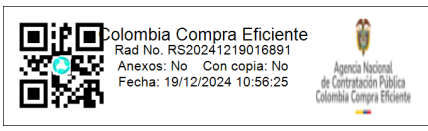 Colombia Compra Eficiente
Rad No. RS20241219016891
Anexos: No Con copia: No
Fecha: 19/12/2024 10:56:25
Agencia Nacional
de Contratación Pública
Colombia Compra Eficiente